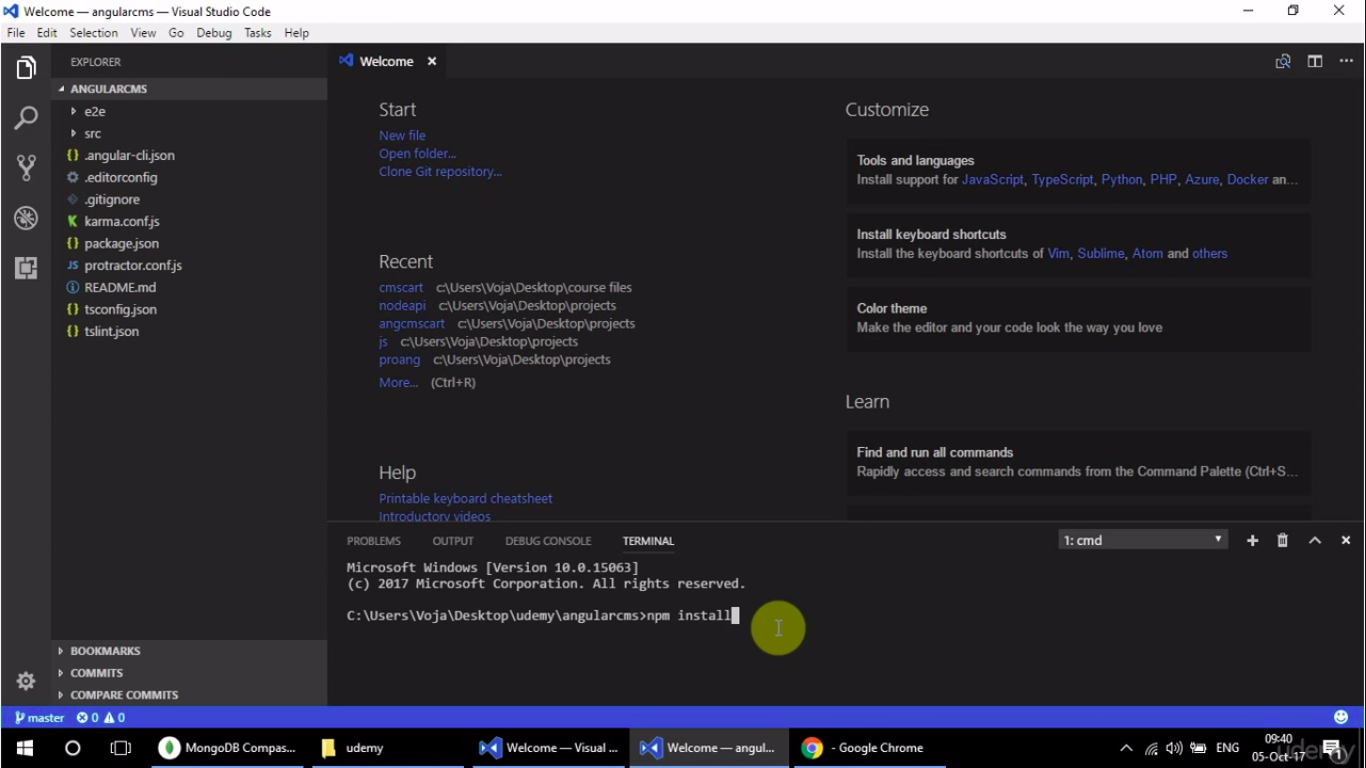 Welcome — angularcms — Visual Studio Code
File Edit Selection View Go Debug Tasks Help
EXPLORER
ANGULARCMS
e2e
src
{} .angular-cli.json
.editorconfig
.gitignore
karma.conf.js
{} package.json
JS protractor.conf.js
README.md
{} tsconfig.json
{} tslint.json
BOOKMARKS
COMMITS
COMPARE COMMITS
Welcome
Start
New file
Open folder...
Clone Git repository...
Recent
cmscart c:\Users\Voja\Desktop\course files
nodeapi c:\Users\Voja\Desktop\projects
angcmscart c:\Users\Voja\Desktop\projects
js c:\Users\Voja\Desktop\projects
proang c:\Users\Voja\Desktop\projects
More... (Ctrl+R)
Help
Printable keyboard cheatsheet
Introductory videos
Customize
Tools and languages
Install support for JavaScript, TypeScript, Python, PHP, Azure, Docker an...
Install keyboard shortcuts
Install the keyboard shortcuts of Vim, Sublime, Atom and others
Color theme
Make the editor and your code look the way you love
Learn
Find and run all commands
Rapidly access and search commands from the Command Palette (Ctrl+S...
PROBLEMS OUTPUT DEBUG CONSOLE TERMINAL
1: cmd
Microsoft Windows [Version 10.0.15063]
(c) 2017 Microsoft Corporation. All rights reserved.
C:\Users\Voja\Desktop\udemy\angularcms>npm install
master 0 0
MongoDB Compas...
udemy
Welcome — Visual ...
Welcome — angul...
- Google Chrome
ENG
09:40
05-Oct-17
udemy
1